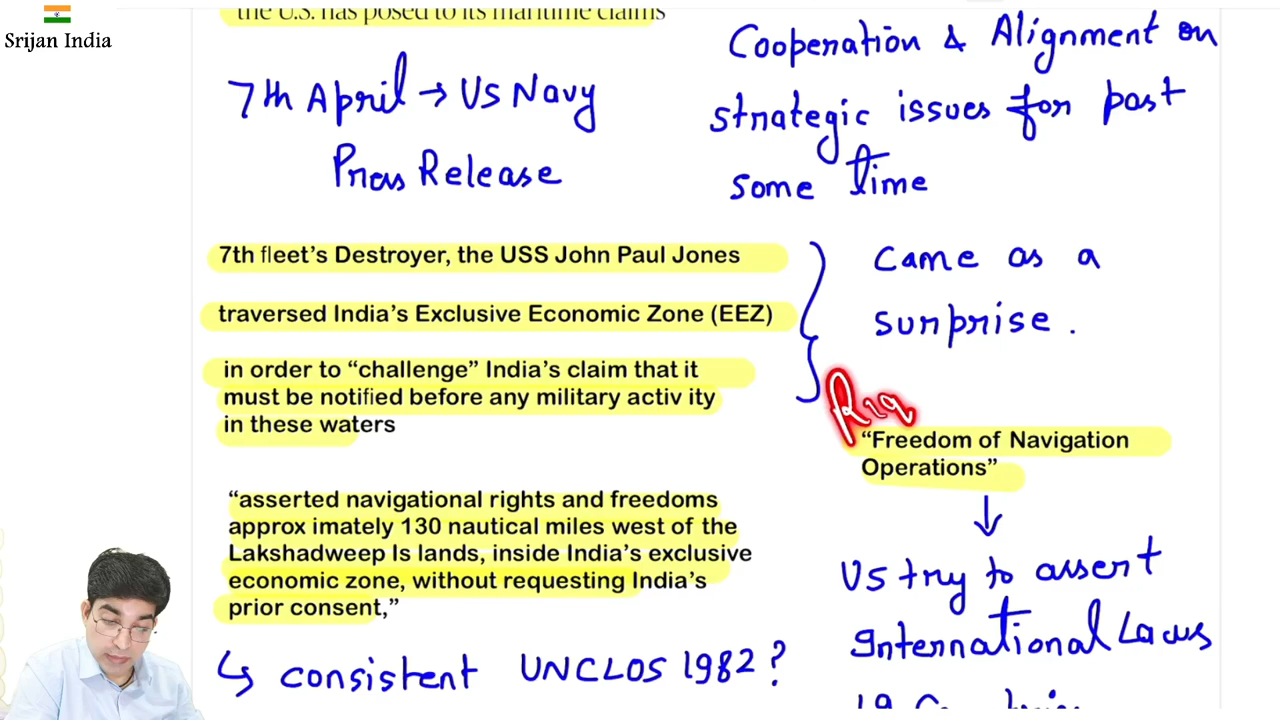 Srijan India
the U.S. has posed to its maritime claims
7th April → US Navy
Press Release
Cooperation & Alignment on
strategic issues for past
some time
7th fleet's Destroyer, the USS John Paul Jones
traversed India's Exclusive Economic Zone (EEZ)
in order to “challenge” India's claim that it
must be notified before any military activ ity
in these waters
Came as a
surprise.
Rig
“Freedom of Navigation
Operations”
“asserted navigational rights and freedoms
approx imately 130 nautical miles west of the
Lakshadweep Is lands, inside India's exclusive
economic zone, without requesting India's
prior consent,”
↳ consistent UNCLOS 1982?
↓
US try to assert
International Laws